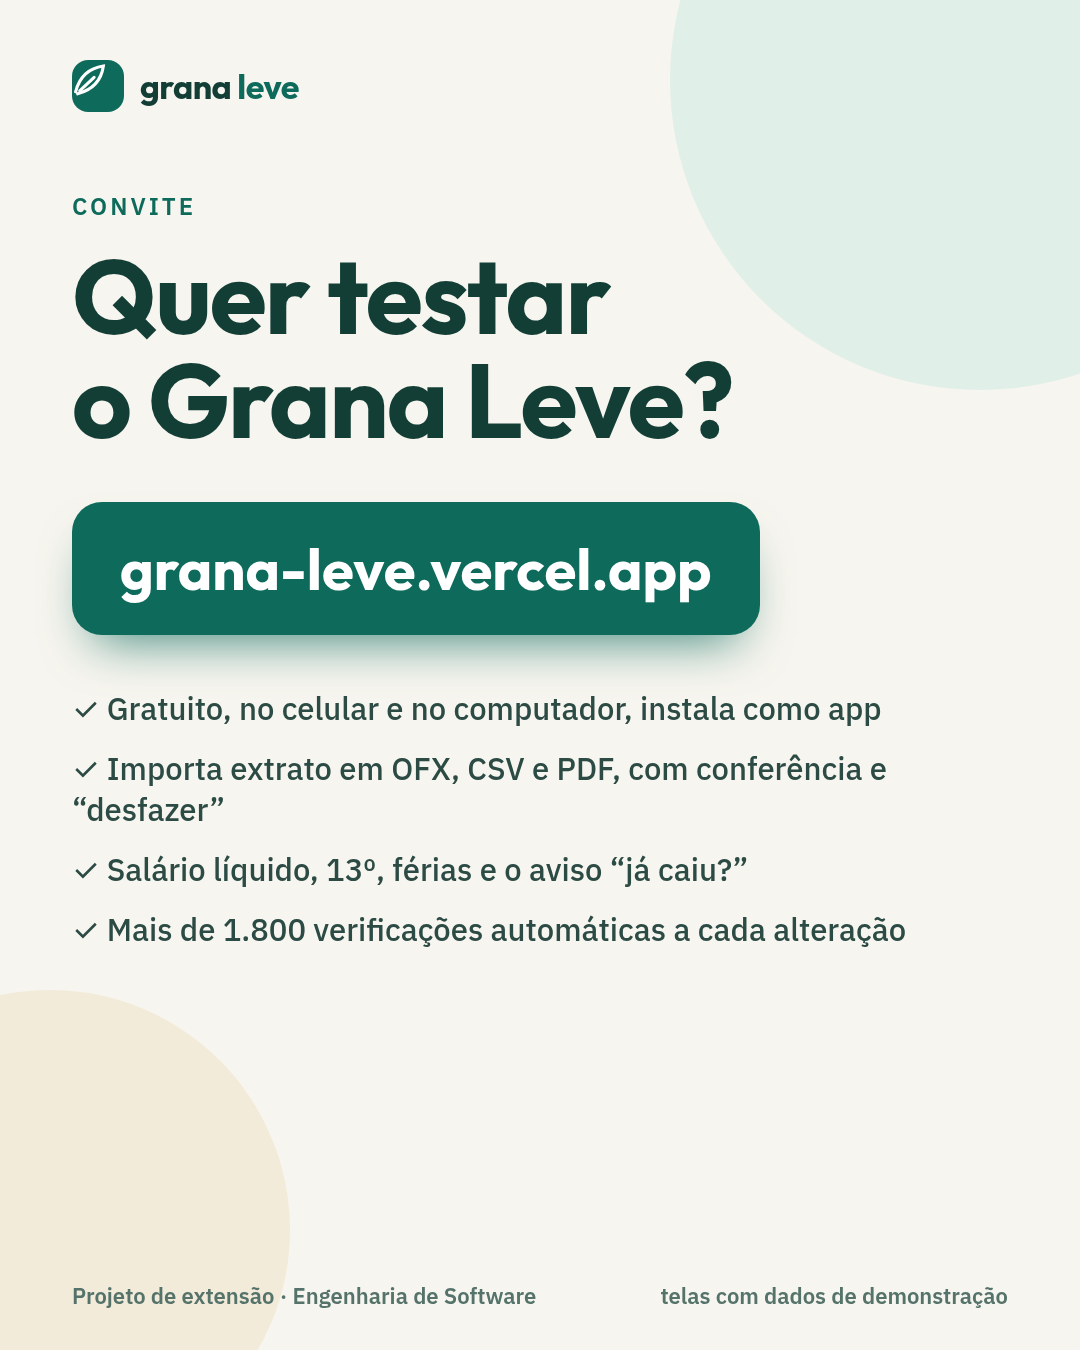 grana leve
CONVITE
Quer testar
o Grana Leve?
grana-leve.vercel.app
✓ Gratuito, no celular e no computador, instala como app
✓ Importa extrato em OFX, CSV e PDF, com conferência e
“desfazer”
✓ Salário líquido, 13º, férias e o aviso “já caiu?”
✓ Mais de 1.800 verificações automáticas a cada alteração
Projeto de extensão · Engenharia de Software
telas com dados de demonstração